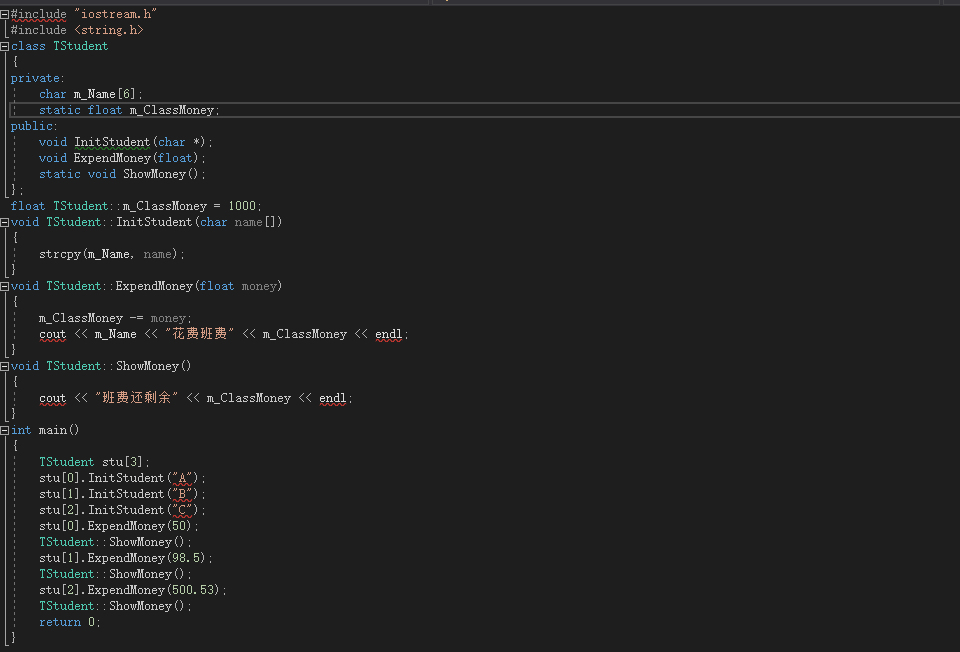 #include "iostream.h"
#include <string.h>
class TStudent
{
private:
char m_Name[6];
static float m_ClassMoney;
public:
void InitStudent(char *);
void ExpendMoney(float);
static void ShowMoney();
};
float TStudent::m_ClassMoney = 1000;
void TStudent::InitStudent(char name[])
{
strcpy(m_Name, name);
}
void TStudent::ExpendMoney(float money)
{
m_ClassMoney -= money;
cout << m_Name << "花费班费" << m_ClassMoney << endl;
}
void TStudent::ShowMoney()
{
cout << "班费还剩余" << m_ClassMoney << endl;
}
int main()
{
TStudent stu[3];
stu[0].InitStudent("A");
stu[1].InitStudent("B");
stu[2].InitStudent("C");
stu[0].ExpendMoney(50);
TStudent::ShowMoney();
stu[1].ExpendMoney(98.5);
TStudent::ShowMoney();
stu[2].ExpendMoney(500.53);
TStudent::ShowMoney();
return 0;
}